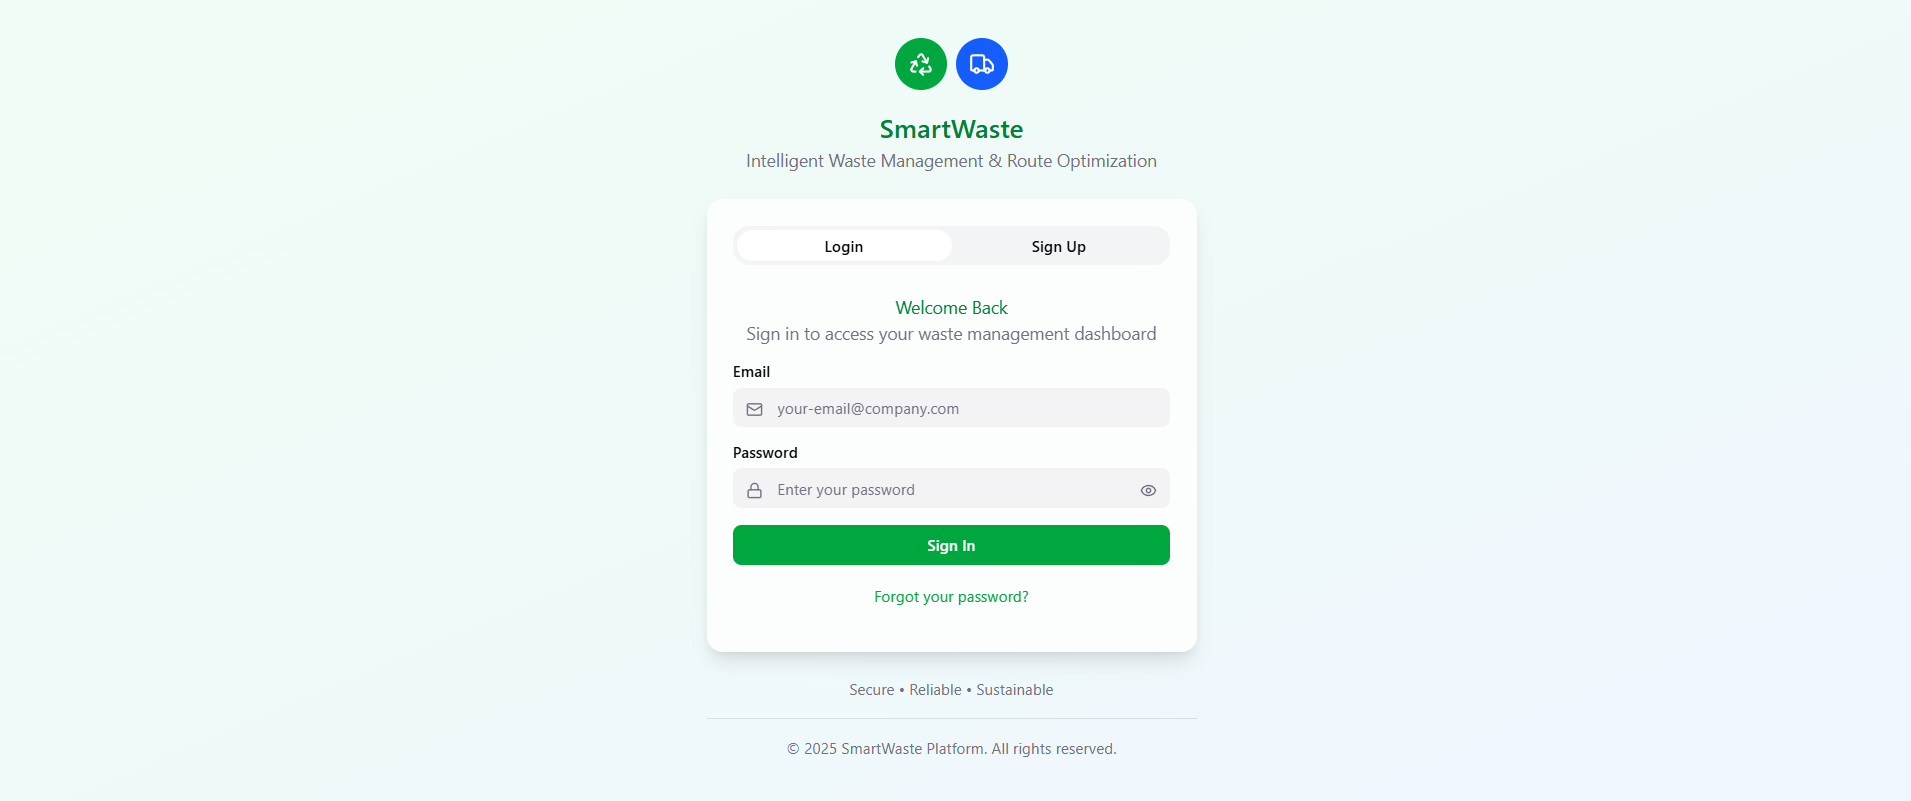 SmartWaste
Intelligent Waste Management & Route Optimization
Login
Sign Up
Welcome Back
Sign in to access your waste management dashboard
Email
your-email@company.com
Password
Enter your password
Sign In
Forgot your password?
Secure • Reliable • Sustainable
© 2025 SmartWaste Platform. All rights reserved.